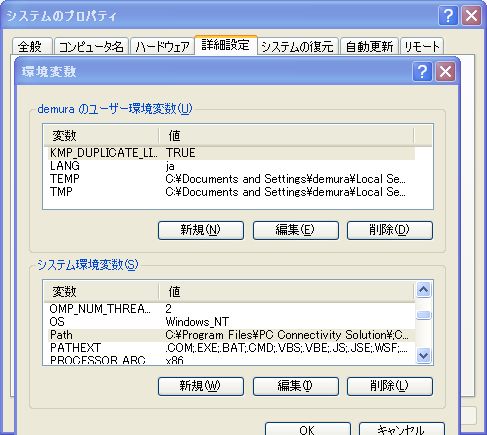 システムのプロパティ
全般 コンピュータ名 ハードウェア 詳細設定 システムの復元 自動更新 リモート
環境変数
demura のユーザー環境変数(U)
変数 値
KMP_DUPLICATE_LI... TRUE
LANG ja
TEMP C:¥Documents and Settings¥demura¥Local Se...
TMP C:¥Documents and Settings¥demura¥Local Se...
新規(N) 編集(E) 削除(D)
システム環境変数(S)
変数 値
OMP_NUM_THREA... 2
OS Windows_NT
Path C:¥Program Files¥PC Connectivity Solution¥;C...
PATHEXT .COM;.EXE;.BAT;.CMD;.VBS;.VBE;.JS;.JSE;.WSF;....
PROCESSOR_ARC... x86
新規(W) 編集(I) 削除(L)
OK キャンセル